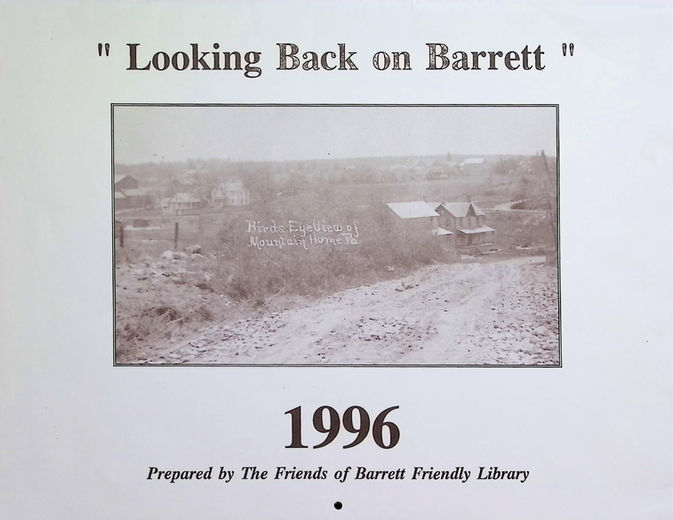 " Looking Back on Barrett "
Birds Eye View of
Mountain Home Pa
1996
Prepared by The Friends of Barrett Friendly Library